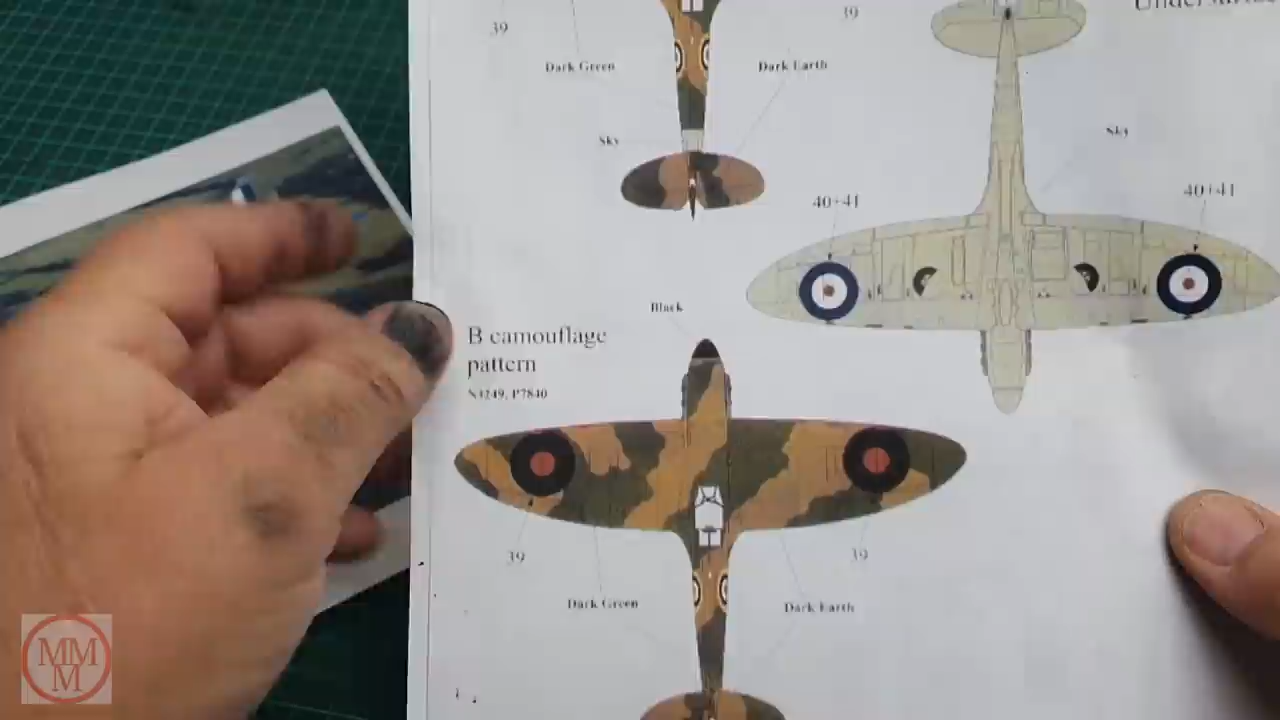 39
39
Dark Green
Dark Earth
Sky
Sky
40+41
40+41
Black
B camouflage
pattern
N3249, P7840
39
39
Dark Green
Dark Earth
MM
M